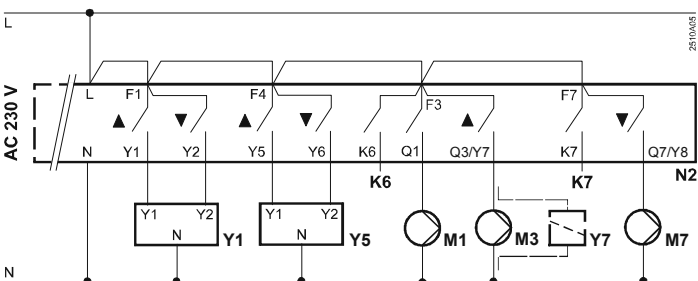 L
2510A05
AC 230 V
L F1 F4 F3 F7
N Y1 Y2 Y5 Y6 K6 Q1 Q3/Y7 K7 Q7/Y8
K6 K7 N2
Y1 Y2 Y1 Y2
N Y1 N Y5 M1 M3 Y7 M7
N